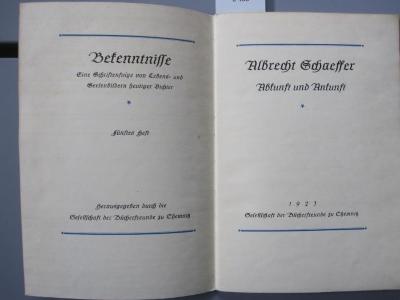 Bekenntnisse
Eine Schriftenfolge von Lebens- und
Seelenbildern heutiger Dichter
Fünftes Heft
Herausgegeben durch die
Gesellschaft der Bücherfreunde zu Chemnitz
Albrecht Schaeffer
Abkunft und Ankunft
1923
Gesellschaft der Bücherfreunde zu Chemnitz